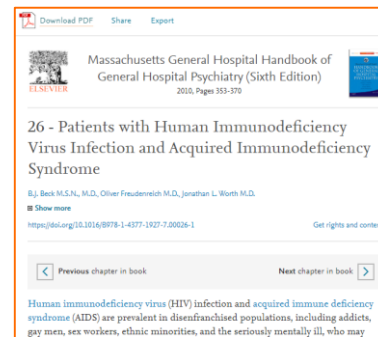 Download PDF Share Export
Massachusetts General Hospital Handbook of
General Hospital Psychiatry (Sixth Edition)
2010, Pages 353-370
ELSEVIER
26 - Patients with Human Immunodeficiency
Virus Infection and Acquired Immunodeficiency
Syndrome
B.J. Beck M.S.N., M.D., Oliver Freudenreich M.D., Jonathan L. Worth M.D.
Show more
https://doi.org/10.1016/B978-1-4377-1927-7.00026-1 Get rights and conte
Previous chapter in book Next chapter in book
Human immunodeficiency virus (HIV) infection and acquired immune deficiency
syndrome (AIDS) are prevalent in disenfranchised populations, including addicts,
gay men, sex workers, ethnic minorities, and the seriously mentally ill, who may